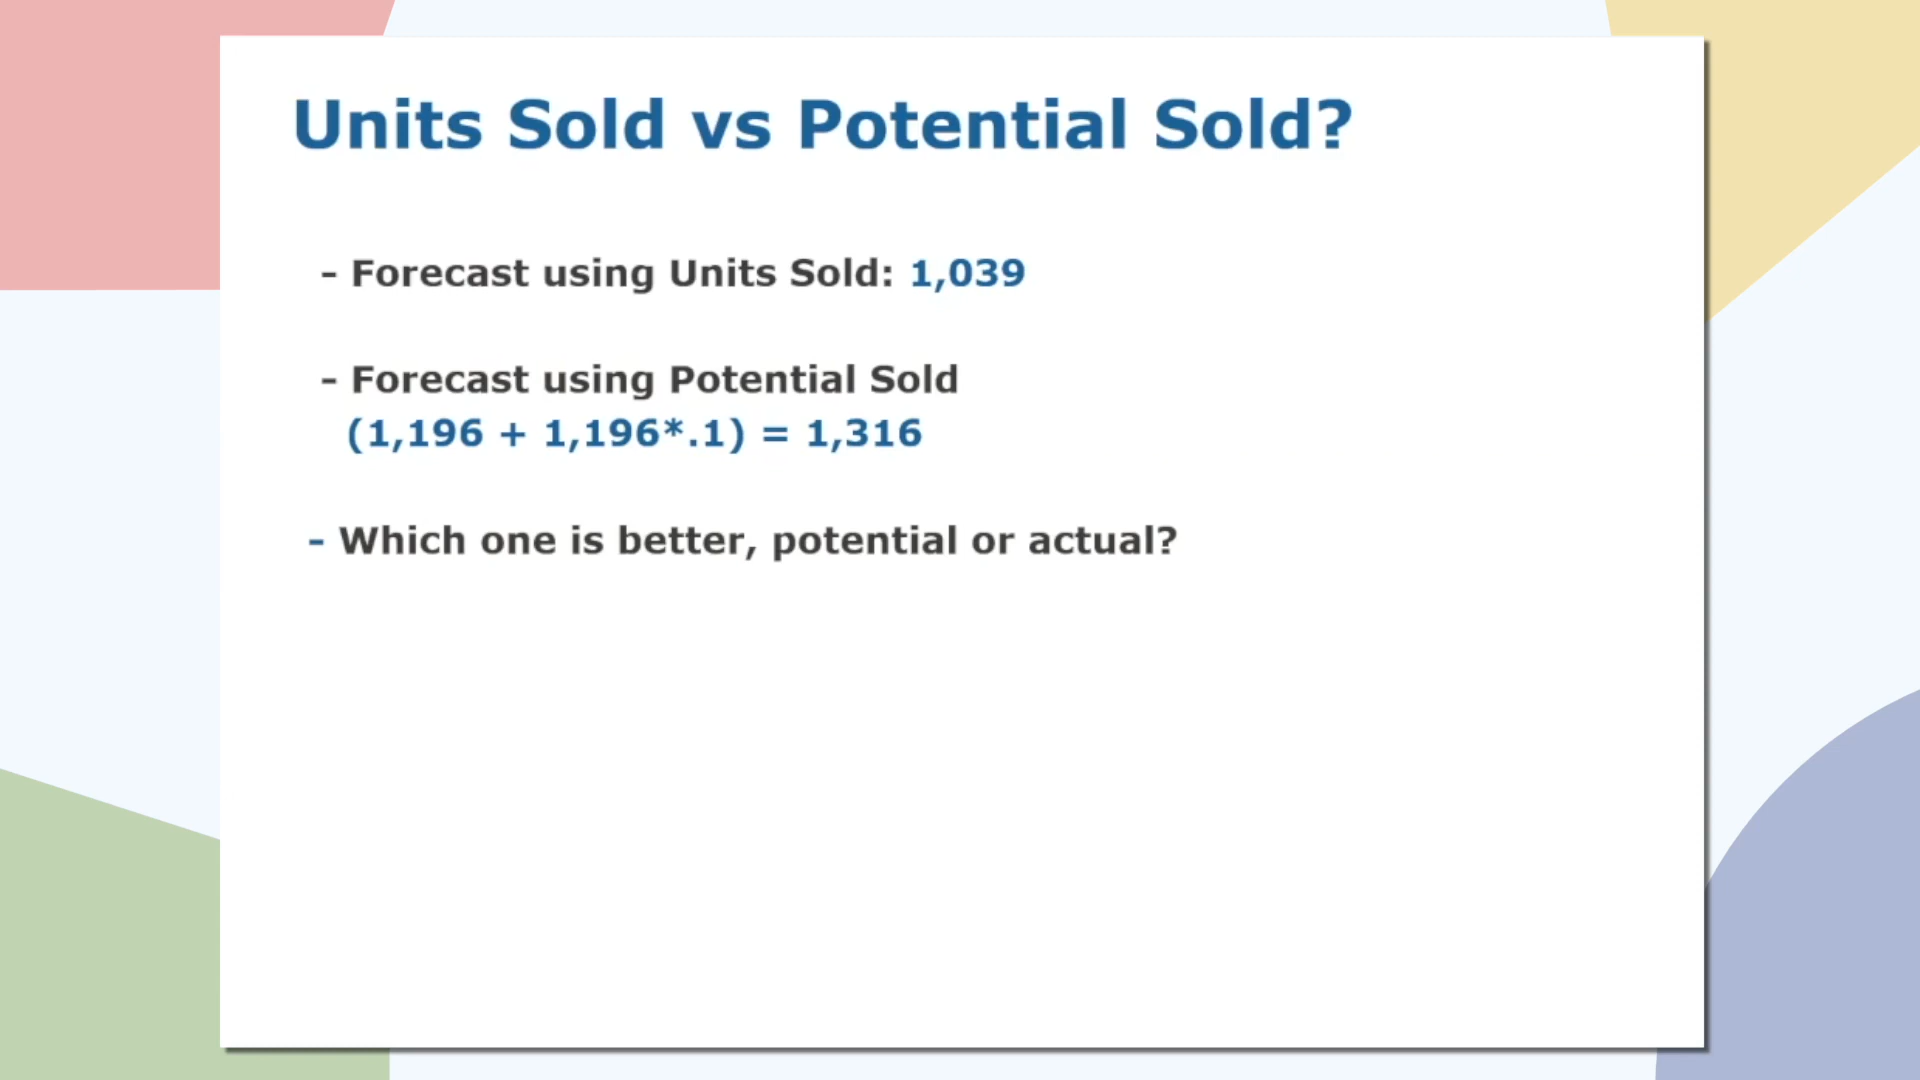 Units Sold vs Potential Sold?
- Forecast using Units Sold: 1,039
- Forecast using Potential Sold
(1,196 + 1,196*.1) = 1,316
- Which one is better, potential or actual?